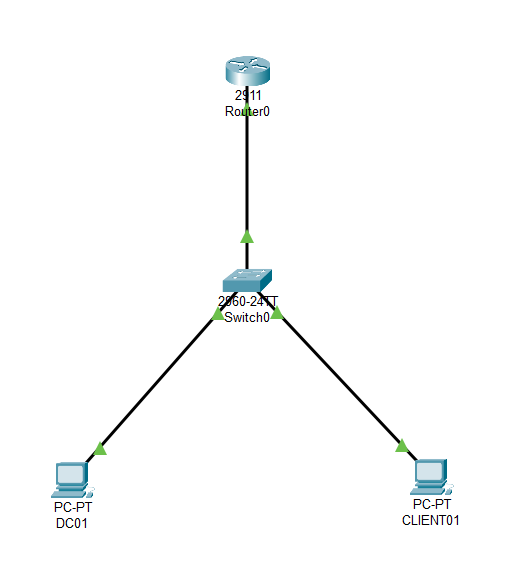 2911
Router0
2960-24TT
Switch0
PC-PT
DC01
PC-PT
CLIENT01